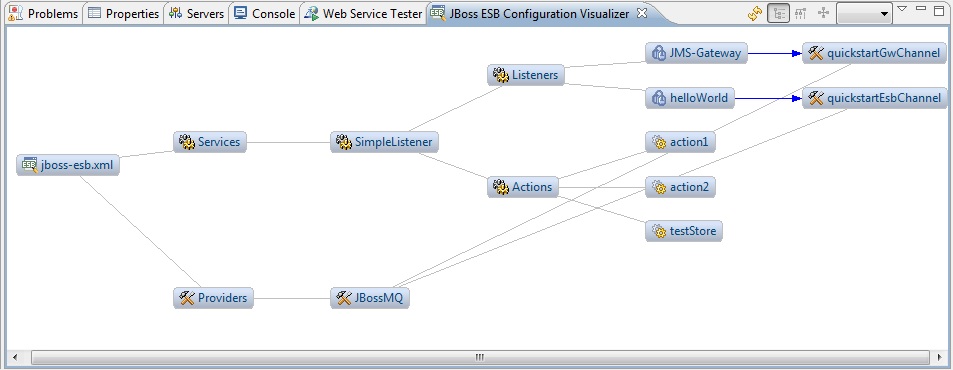 Problems Properties Servers Console Web Service Tester JBoss ESB Configuration Visualizer
JMS-Gateway quickstartGwChannel
Listeners
helloWorld quickstartEsbChannel
Services SimpleListener action1
jboss-esb.xml
Actions action2
testStore
Providers JBossMQ